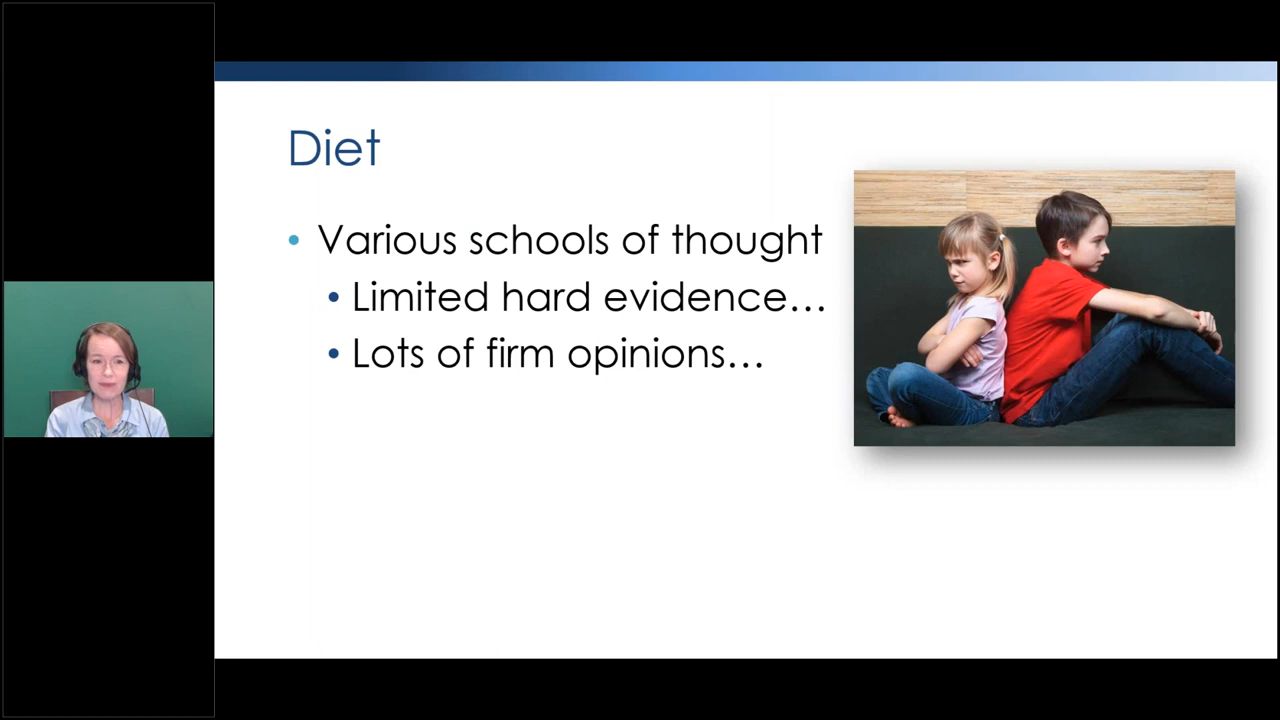 Diet
• Various schools of thought
• Limited hard evidence…
• Lots of firm opinions…